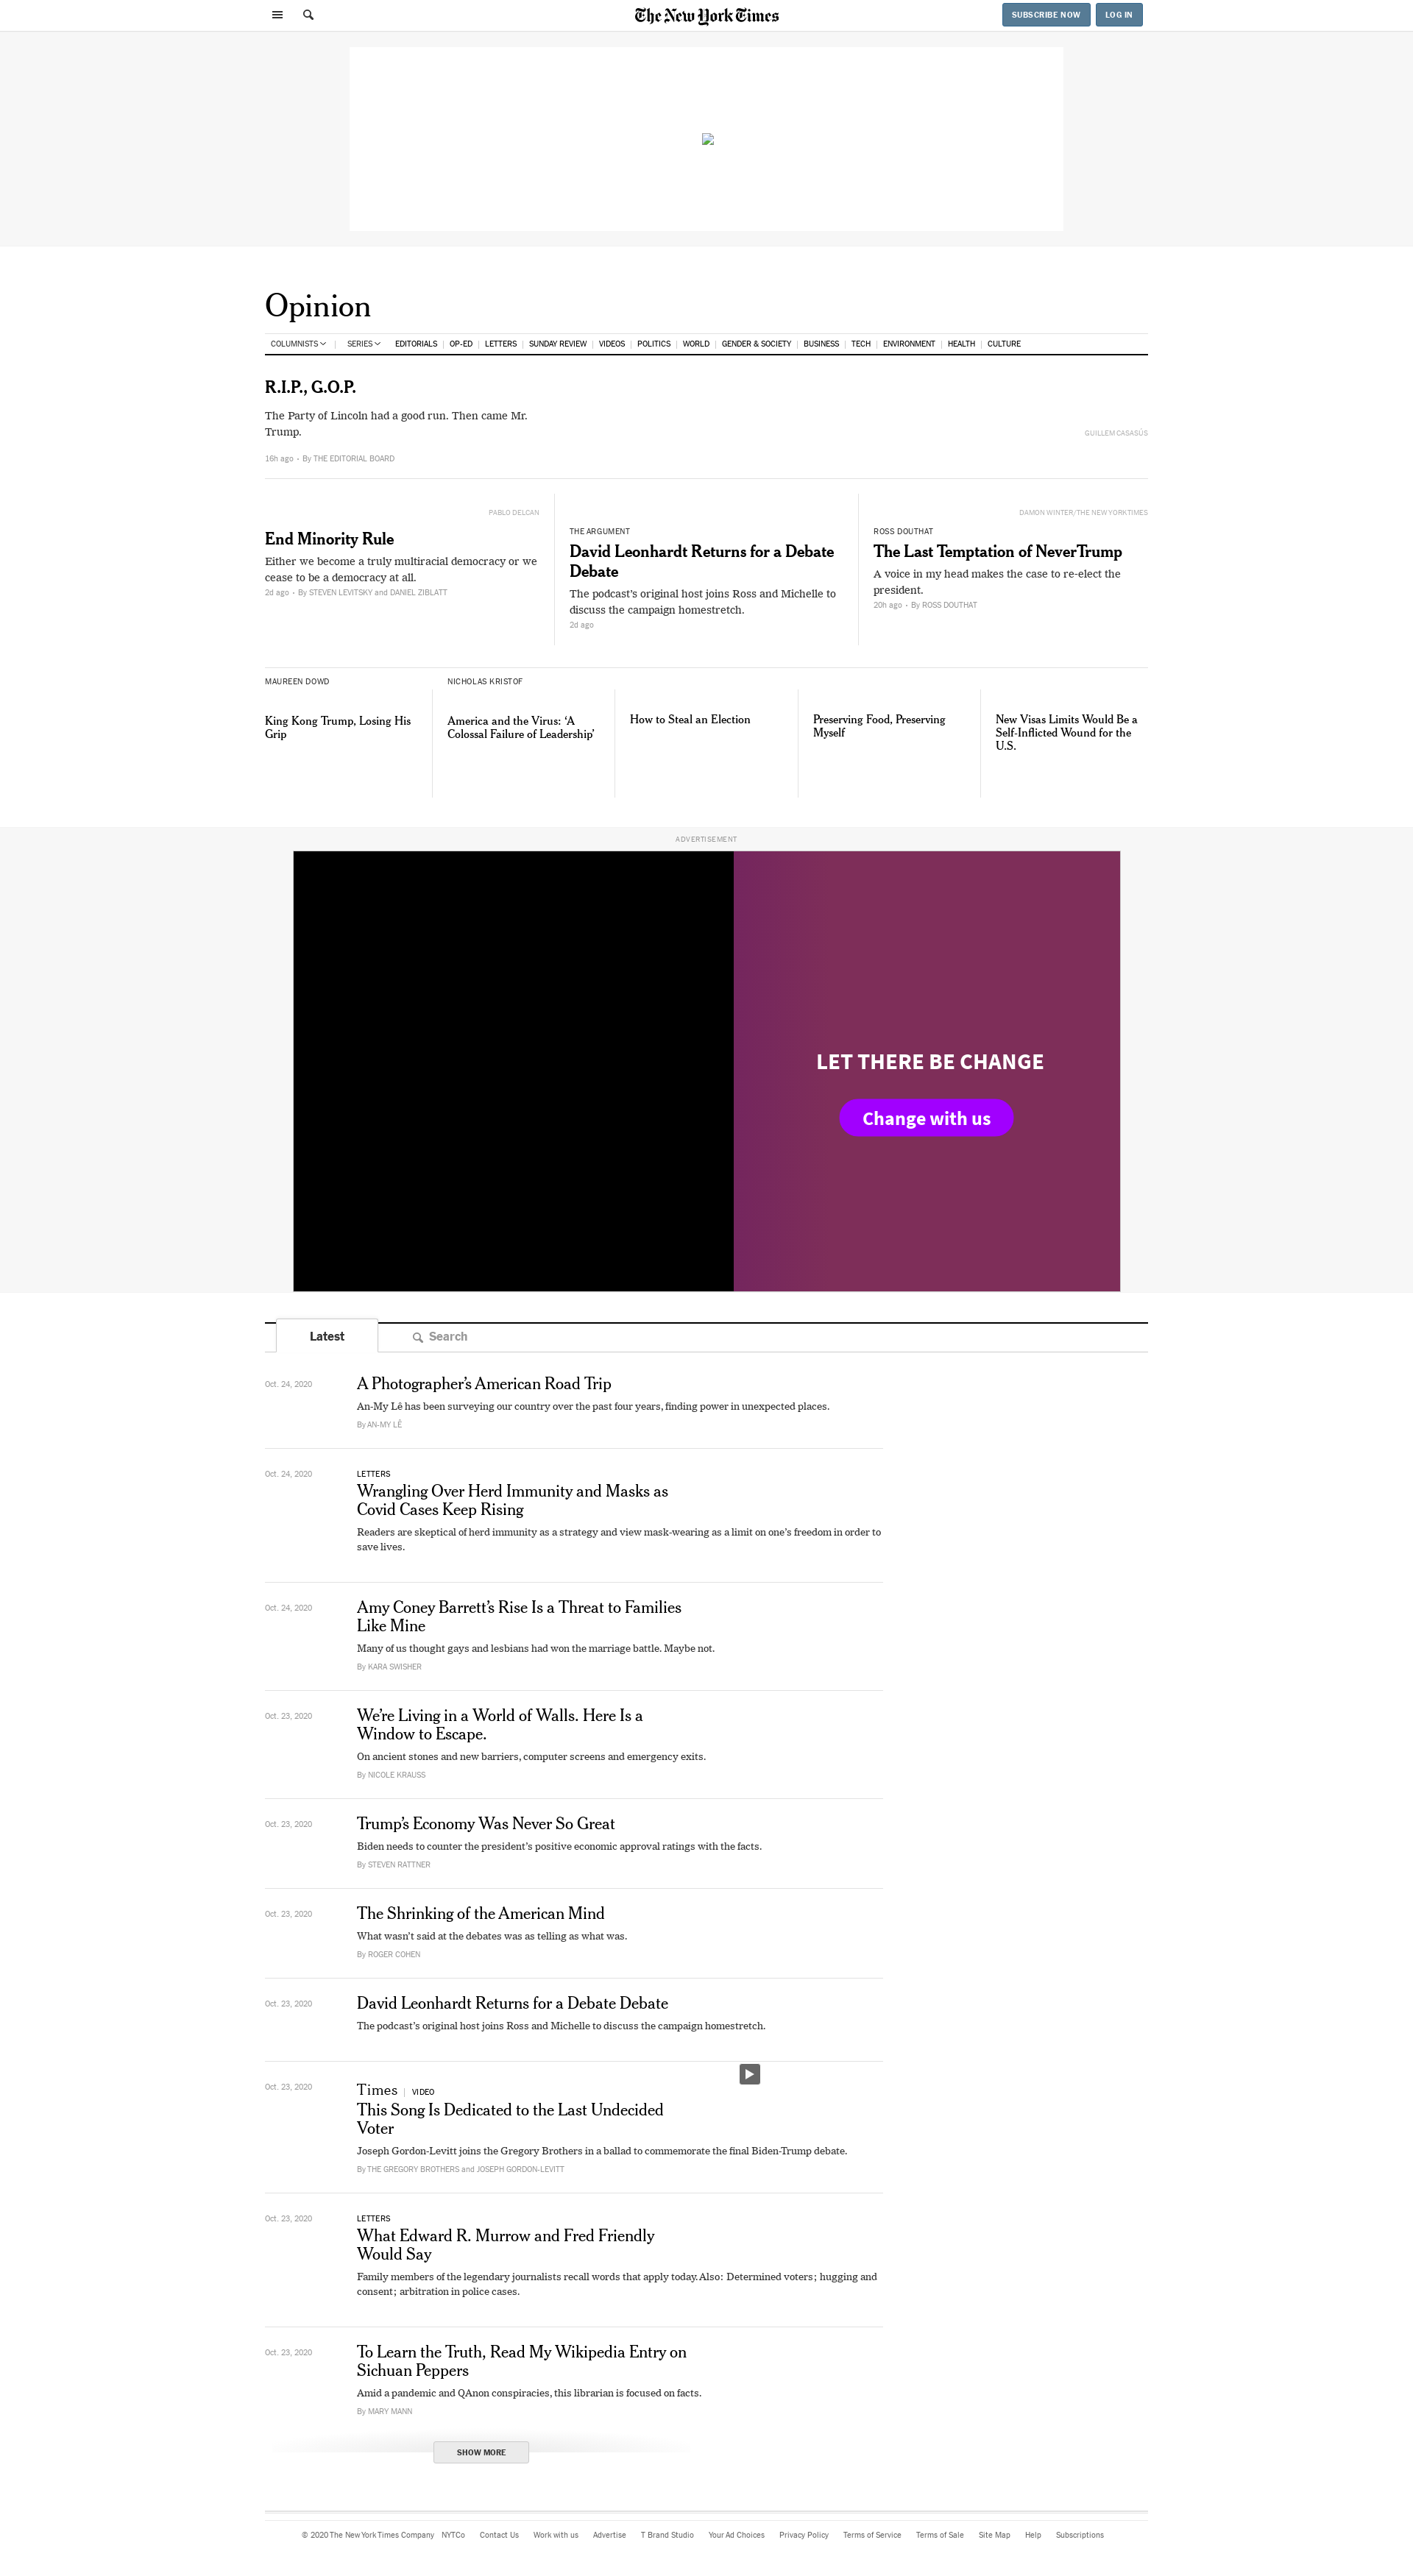 The New York Times
SUBSCRIBE NOW
LOG IN
Opinion
COLUMNISTS
SERIES
EDITORIALS
OP-ED
LETTERS
SUNDAY REVIEW
VIDEOS
POLITICS
WORLD
GENDER & SOCIETY
BUSINESS
TECH
ENVIRONMENT
HEALTH
CULTURE
R.I.P., G.O.P.
The Party of Lincoln had a good run. Then came Mr.
Trump.
GUILLEM CASASÚS
16h ago • By THE EDITORIAL BOARD
PABLO DELCAN
End Minority Rule
Either we become a truly multiracial democracy or we
cease to be a democracy at all.
2d ago • By STEVEN LEVITSKY and DANIEL ZIBLATT
THE ARGUMENT
David Leonhardt Returns for a Debate
Debate
The podcast's original host joins Ross and Michelle to
discuss the campaign homestretch.
2d ago
DAMON WINTER/THE NEW YORK TIMES
ROSS DOUTHAT
The Last Temptation of NeverTrump
A voice in my head makes the case to re-elect the
president.
20h ago • By ROSS DOUTHAT
MAUREEN DOWD
King Kong Trump, Losing His
Grip
NICHOLAS KRISTOF
America and the Virus: ‘A
Colossal Failure of Leadership’
How to Steal an Election
Preserving Food, Preserving
Myself
New Visas Limits Would Be a
Self-Inflicted Wound for the
U.S.
ADVERTISEMENT
LET THERE BE CHANGE
Change with us
Latest
Search
Oct. 24, 2020
A Photographer’s American Road Trip
An-My Lê has been surveying our country over the past four years, finding power in unexpected places.
By AN-MY LÊ
Oct. 24, 2020
LETTERS
Wrangling Over Herd Immunity and Masks as
Covid Cases Keep Rising
Readers are skeptical of herd immunity as a strategy and view mask-wearing as a limit on one’s freedom in order to
save lives.
Oct. 24, 2020
Amy Coney Barrett’s Rise Is a Threat to Families
Like Mine
Many of us thought gays and lesbians had won the marriage battle. Maybe not.
By KARA SWISHER
Oct. 23, 2020
We’re Living in a World of Walls. Here Is a
Window to Escape.
On ancient stones and new barriers, computer screens and emergency exits.
By NICOLE KRAUSS
Oct. 23, 2020
Trump’s Economy Was Never So Great
Biden needs to counter the president’s positive economic approval ratings with the facts.
By STEVEN RATTNER
Oct. 23, 2020
The Shrinking of the American Mind
What wasn’t said at the debates was as telling as what was.
By ROGER COHEN
Oct. 23, 2020
David Leonhardt Returns for a Debate Debate
The podcast’s original host joins Ross and Michelle to discuss the campaign homestretch.
Oct. 23, 2020
Times | VIDEO
This Song Is Dedicated to the Last Undecided
Voter
Joseph Gordon-Levitt joins the Gregory Brothers in a ballad to commemorate the final Biden-Trump debate.
By THE GREGORY BROTHERS and JOSEPH GORDON-LEVITT
Oct. 23, 2020
LETTERS
What Edward R. Murrow and Fred Friendly
Would Say
Family members of the legendary journalists recall words that apply today. Also: Determined voters; hugging and
consent; arbitration in police cases.
Oct. 23, 2020
To Learn the Truth, Read My Wikipedia Entry on
Sichuan Peppers
Amid a pandemic and QAnon conspiracies, this librarian is focused on facts.
By MARY MANN
SHOW MORE
© 2020 The New York Times Company NYTCo Contact Us Work with us Advertise T Brand Studio Your Ad Choices Privacy Policy Terms of Service Terms of Sale Site Map Help Subscriptions